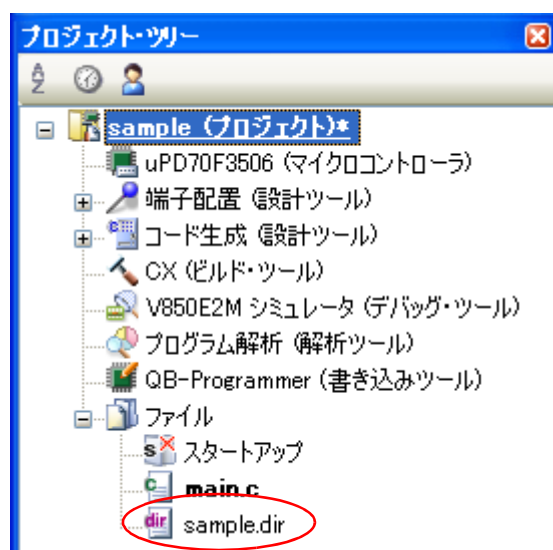 プロジェクト・ツリー
sample (プロジェクト)*
uPD70F3506 (マイクロコントローラ)
端子配置 (設計ツール)
コード生成 (設計ツール)
CX (ビルド・ツール)
V850E2M シミュレータ (デバッグ・ツール)
プログラム解析 (解析ツール)
QB-Programmer (書き込みツール)
ファイル
スタートアップ
main.c
sample.dir